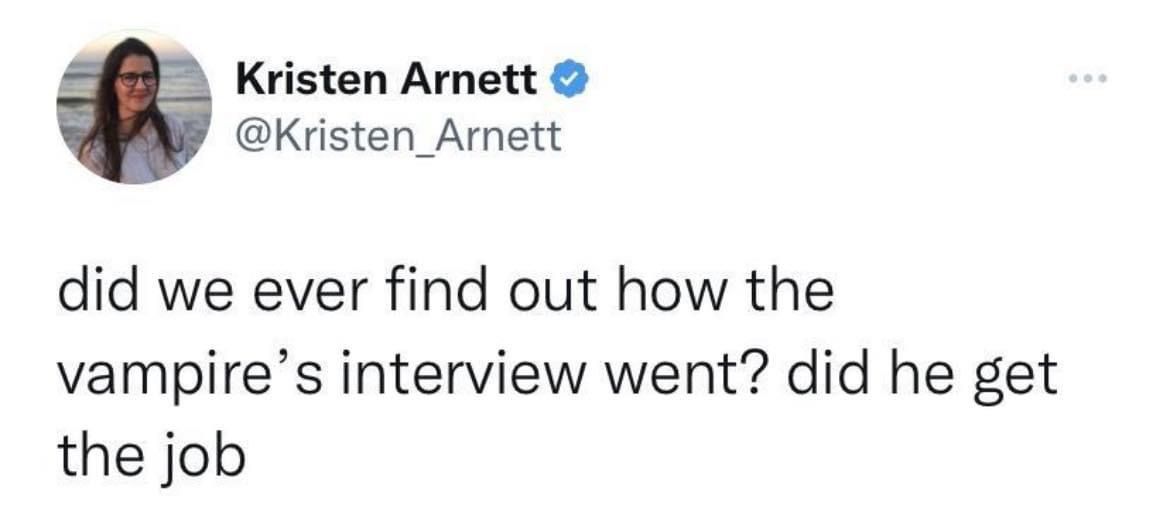 Kristen Arnett
@Kristen_Arnett
did we ever find out how the
vampire’s interview went? did he get
the job